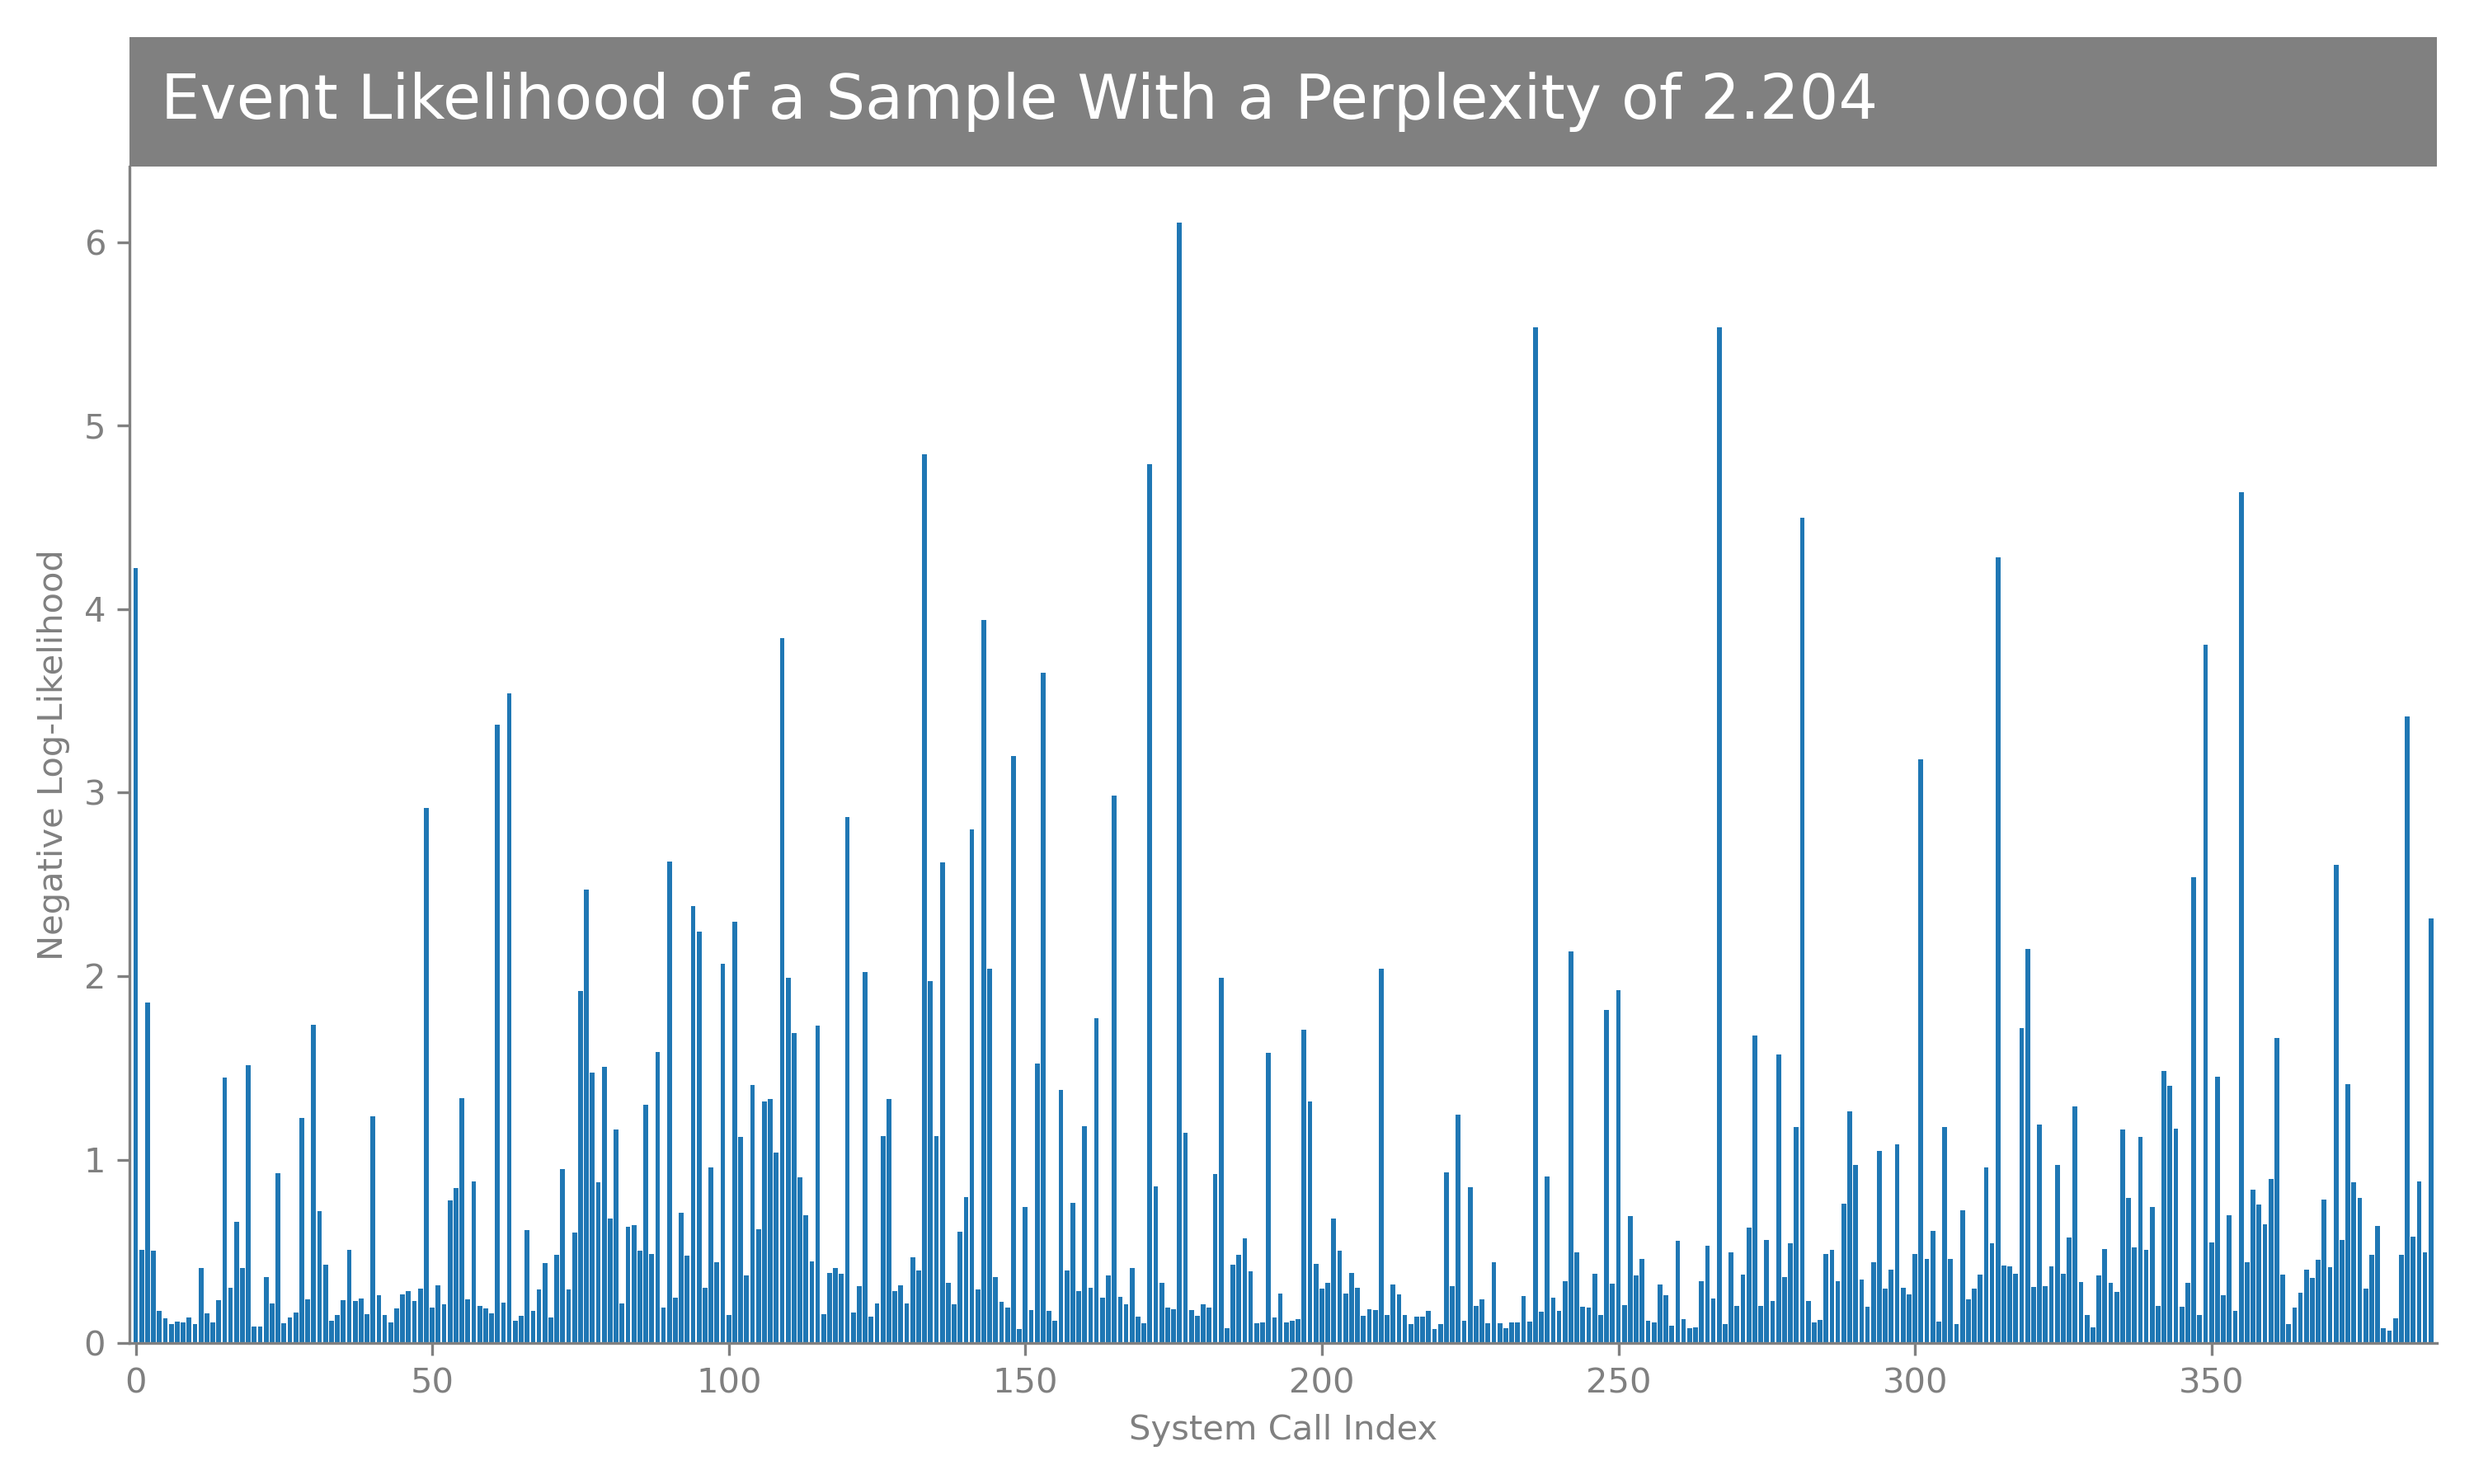 Event Likelihood of a Sample With a Perplexity of 2.204
6
5
4
3
2
1
0
Negative Log-Likelihood
0 50 100 150 200 250 300 350
System Call Index